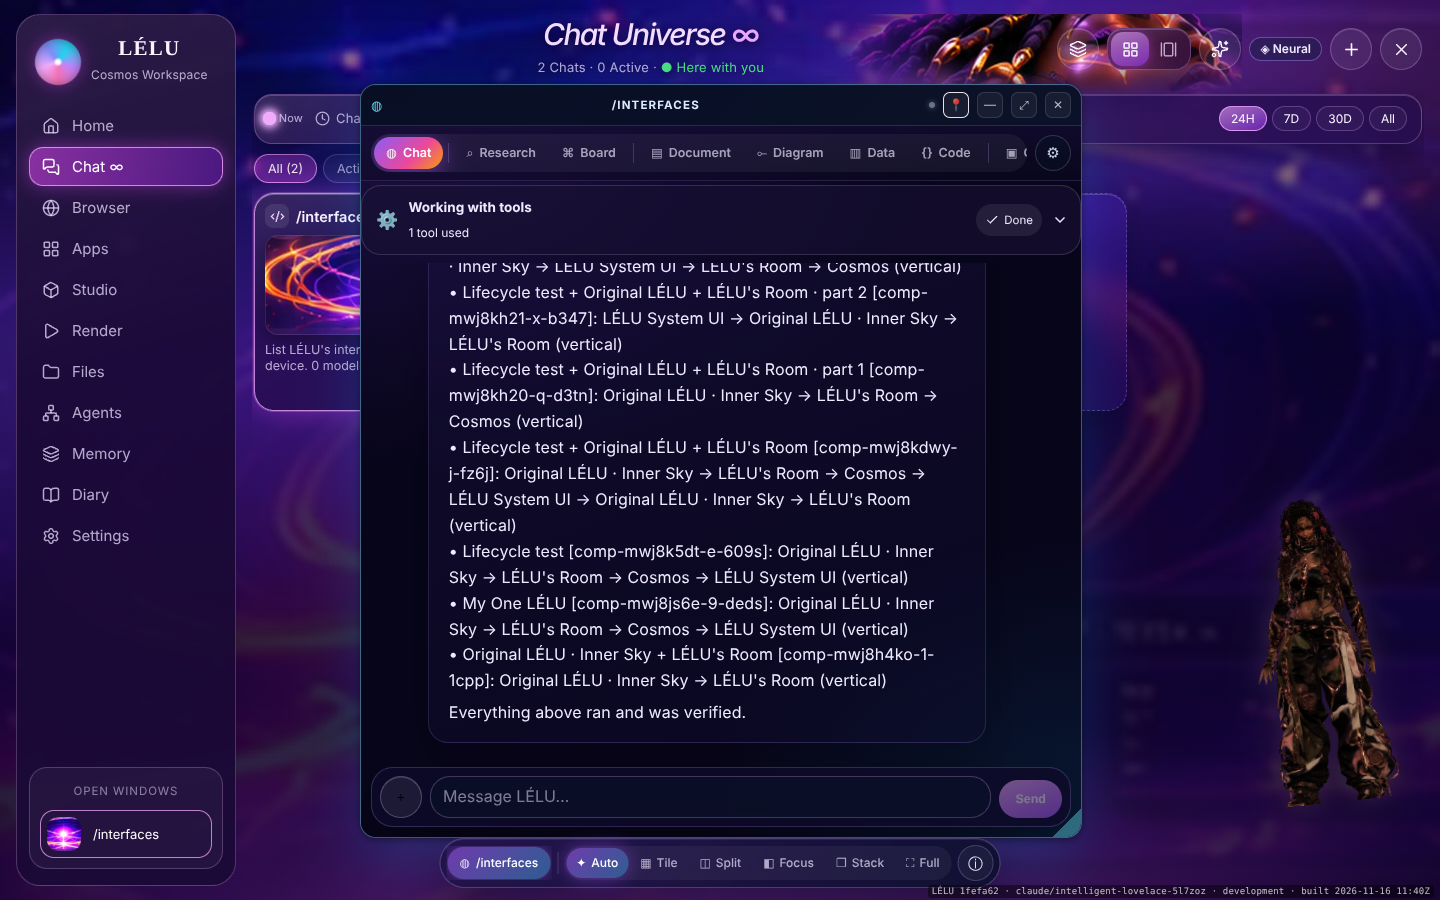 LÉLU
Cosmos Workspace
Home
Chat ∞
Browser
Apps
Studio
Render
Files
Agents
Memory
Diary
Settings
OPEN WINDOWS
/interfaces
Chat Universe ∞
2 Chats · 0 Active · ● Here with you
◈ Neural
Now
24H
7D
30D
All
All (2)
/INTERFACES
Chat
Research
Board
Document
Diagram
Data
{} Code
Working with tools
1 tool used
Done
List LÉLU's
device. 0 model
· Inner Sky → LÉLU System UI → LÉLU's Room → Cosmos (vertical)
• Lifecycle test + Original LÉLU + LÉLU's Room · part 2 [comp-
mwj8kh21-x-b347]: LÉLU System UI → Original LÉLU · Inner Sky →
LÉLU's Room (vertical)
• Lifecycle test + Original LÉLU + LÉLU's Room · part 1 [comp-
mwj8kh20-q-d3tn]: Original LÉLU · Inner Sky → LÉLU's Room →
Cosmos (vertical)
• Lifecycle test + Original LÉLU + LÉLU's Room [comp-mwj8kdwy-
j-fz6j]: Original LÉLU · Inner Sky → LÉLU's Room → Cosmos →
LÉLU System UI → Original LÉLU · Inner Sky → LÉLU's Room
(vertical)
• Lifecycle test [comp-mwj8k5dt-e-609s]: Original LÉLU · Inner
Sky → LÉLU's Room → Cosmos → LÉLU System UI (vertical)
• My One LÉLU [comp-mwj8js6e-9-deds]: Original LÉLU · Inner
Sky → LÉLU's Room → Cosmos → LÉLU System UI (vertical)
• Original LÉLU · Inner Sky + LÉLU's Room [comp-mwj8h4ko-1-
1cpp]: Original LÉLU · Inner Sky → LÉLU's Room (vertical)
Everything above ran and was verified.
Message LÉLU...
Send
/interfaces
Auto
Tile
Split
Focus
Stack
Full
LÉLU 1fefa62 · claude/intelligent-lovelace-5l7zoz · development · built 2026-11-16 11:40Z